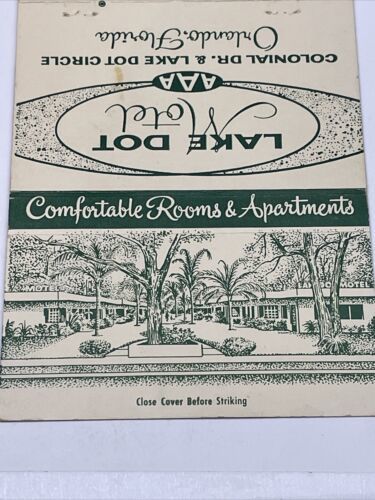 LAKE DOT
Motel
AAA
COLONIAL DR. & LAKE DOT CIRCLE
Orlando, Florida
Comfortable Rooms & Apartments
MOTEL
MOTEL
Close Cover Before Striking